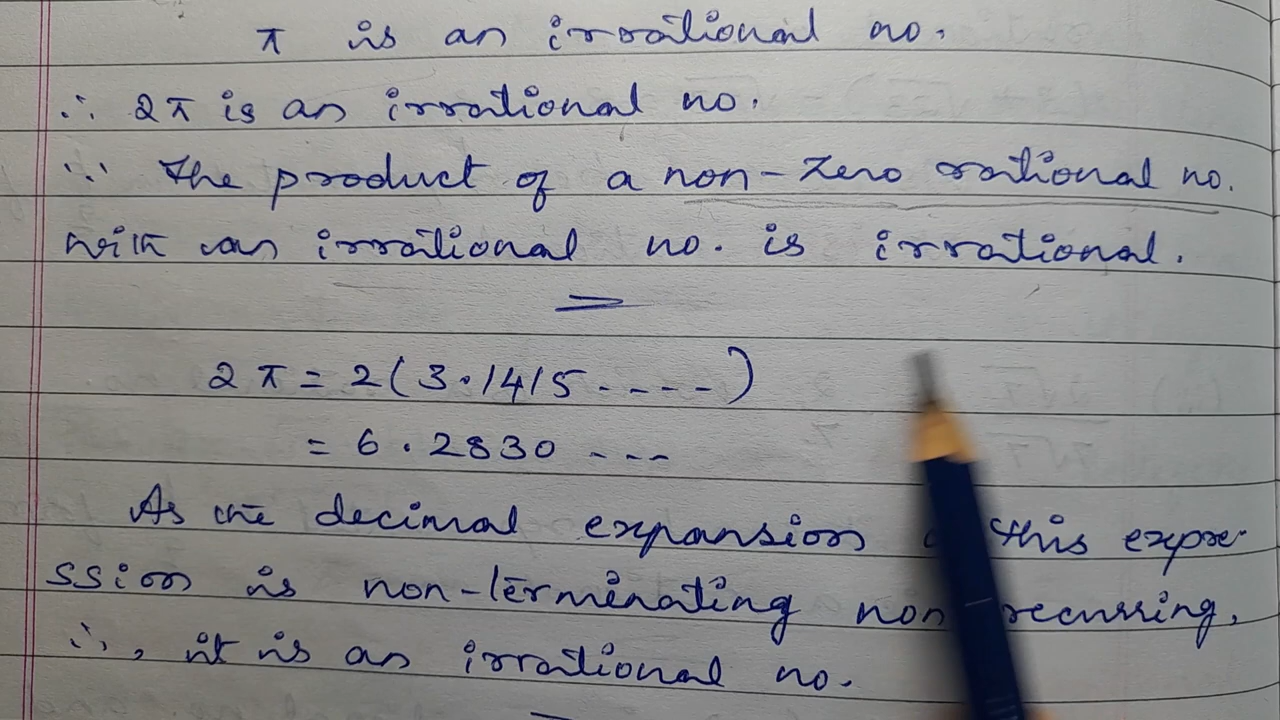 π is an irrational no.
∴ 2π is an irrational no.
∵ The product of a non-zero rational no.
with an irrational no. is irrational.
2π = 2(3.1415 - - - - -)
= 6.2830 - - -
As the decimal expansion this expre-
ssion is non-terminating non recurring.
∴, it is an irrational no.